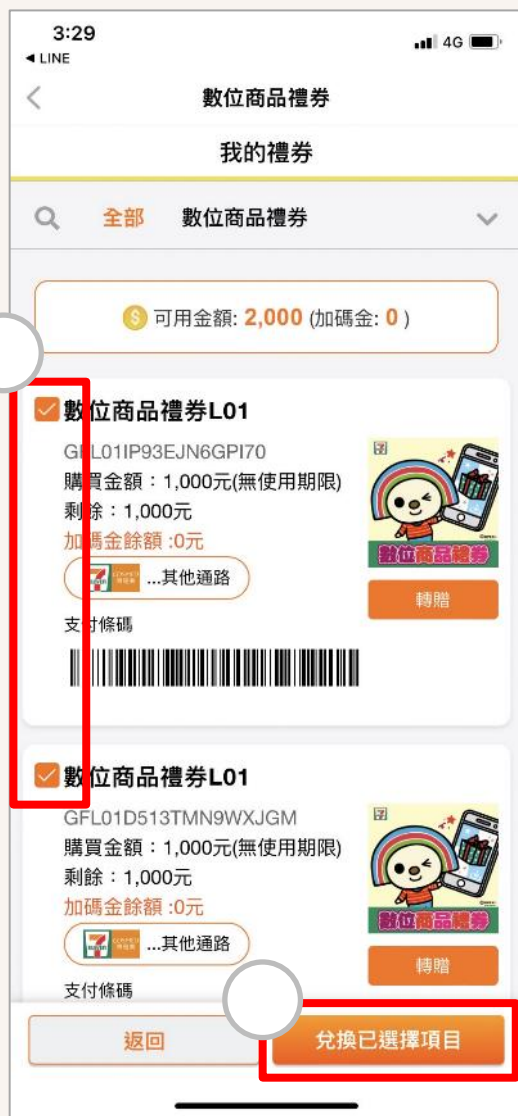 3:29
4G
◀ LINE
數位商品禮券
我的禮券
全部 數位商品禮券
可用金額: 2,000 (加碼金: 0 )
數位商品禮券L01
GFL01IP93EJN6GPI70
購買金額：1,000元(無使用期限)
剩餘：1,000元
加碼金餘額 :0元
...其他通路
數位商品禮券
轉贈
支付條碼
數位商品禮券L01
GFL01D513TMN9WXJGM
購買金額：1,000元(無使用期限)
剩餘：1,000元
加碼金餘額 :0元
...其他通路
數位商品禮券
轉贈
支付條碼
返回
兌換已選擇項目